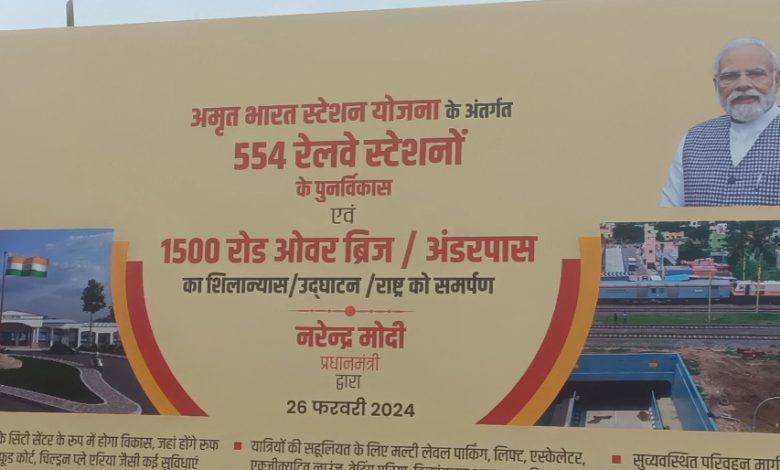 अमृत भारत स्टेशन योजना के अंतर्गत
554 रेलवे स्टेशनों
के पुनर्विकास
एवं
1500 रोड ओवर ब्रिज / अंडरपास
का शिलान्यास/उद्घाटन /राष्ट्र को समर्पण
नरेन्द्र मोदी
प्रधानमंत्री
द्वारा
26 फरवरी 2024
के सिटी सेंटर के रूप में होगा विकास, जहां होंगे रूफ
फूड कोर्ट, चिल्ड्रन प्ले एरिया जैसी कई सुविधाएं
▪ यात्रियों की सहूलियत के लिए मल्टी लेवल पार्किंग, लिफ्ट, एस्केलेटर,
▪ सुव्यवस्थित परिवहन